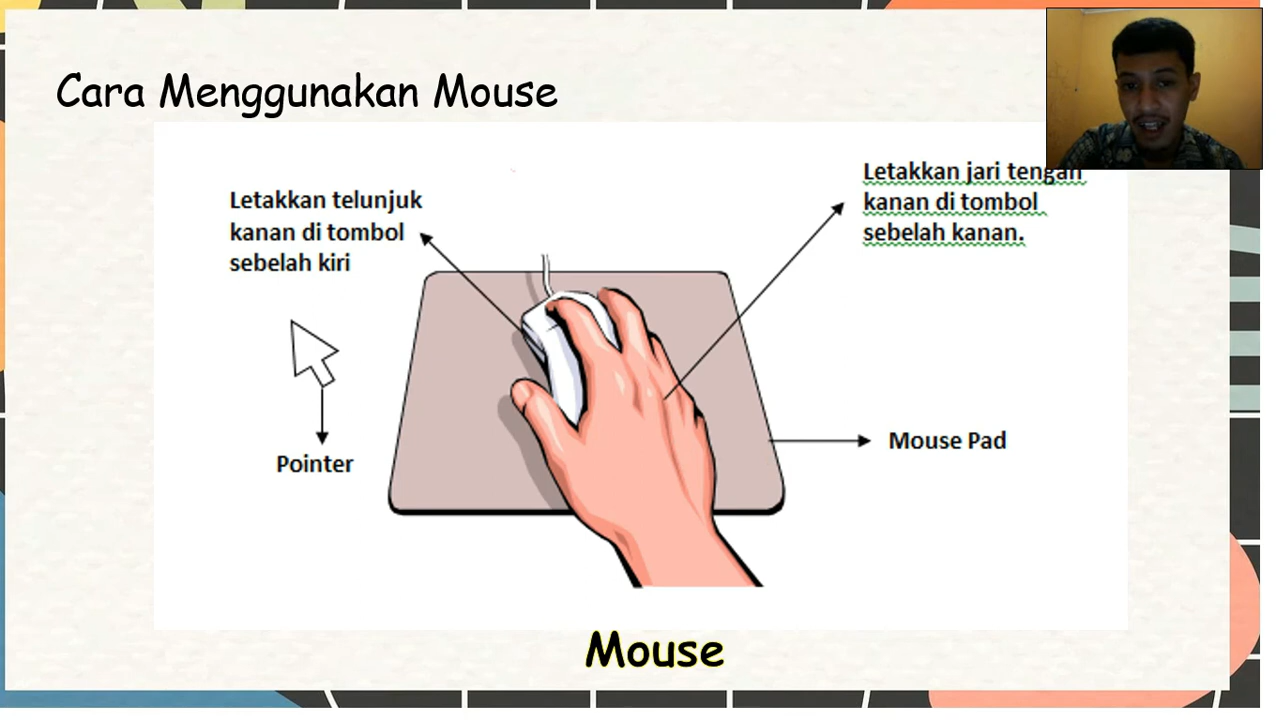 Cara Menggunakan Mouse
Letakkan telunjuk
kanan di tombol
sebelah kiri
Letakkan jari tengah
kanan di tombol
sebelah kanan.
Pointer
Mouse Pad
Mouse